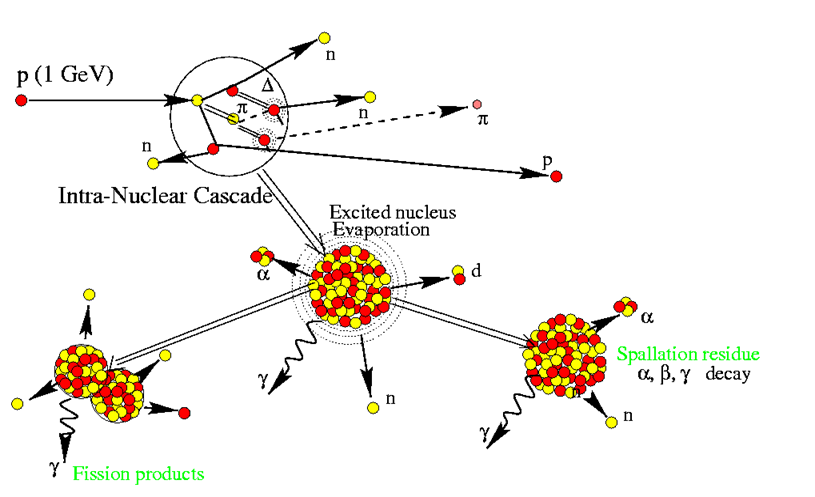 n
p (1 GeV)
Δ
π
n
π
n
p
Intra-Nuclear Cascade
Excited nucleus
Evaporation
α
d
α
Spallation residue
α, β, γ decay
γ
n
n
γ
γ
Fission products